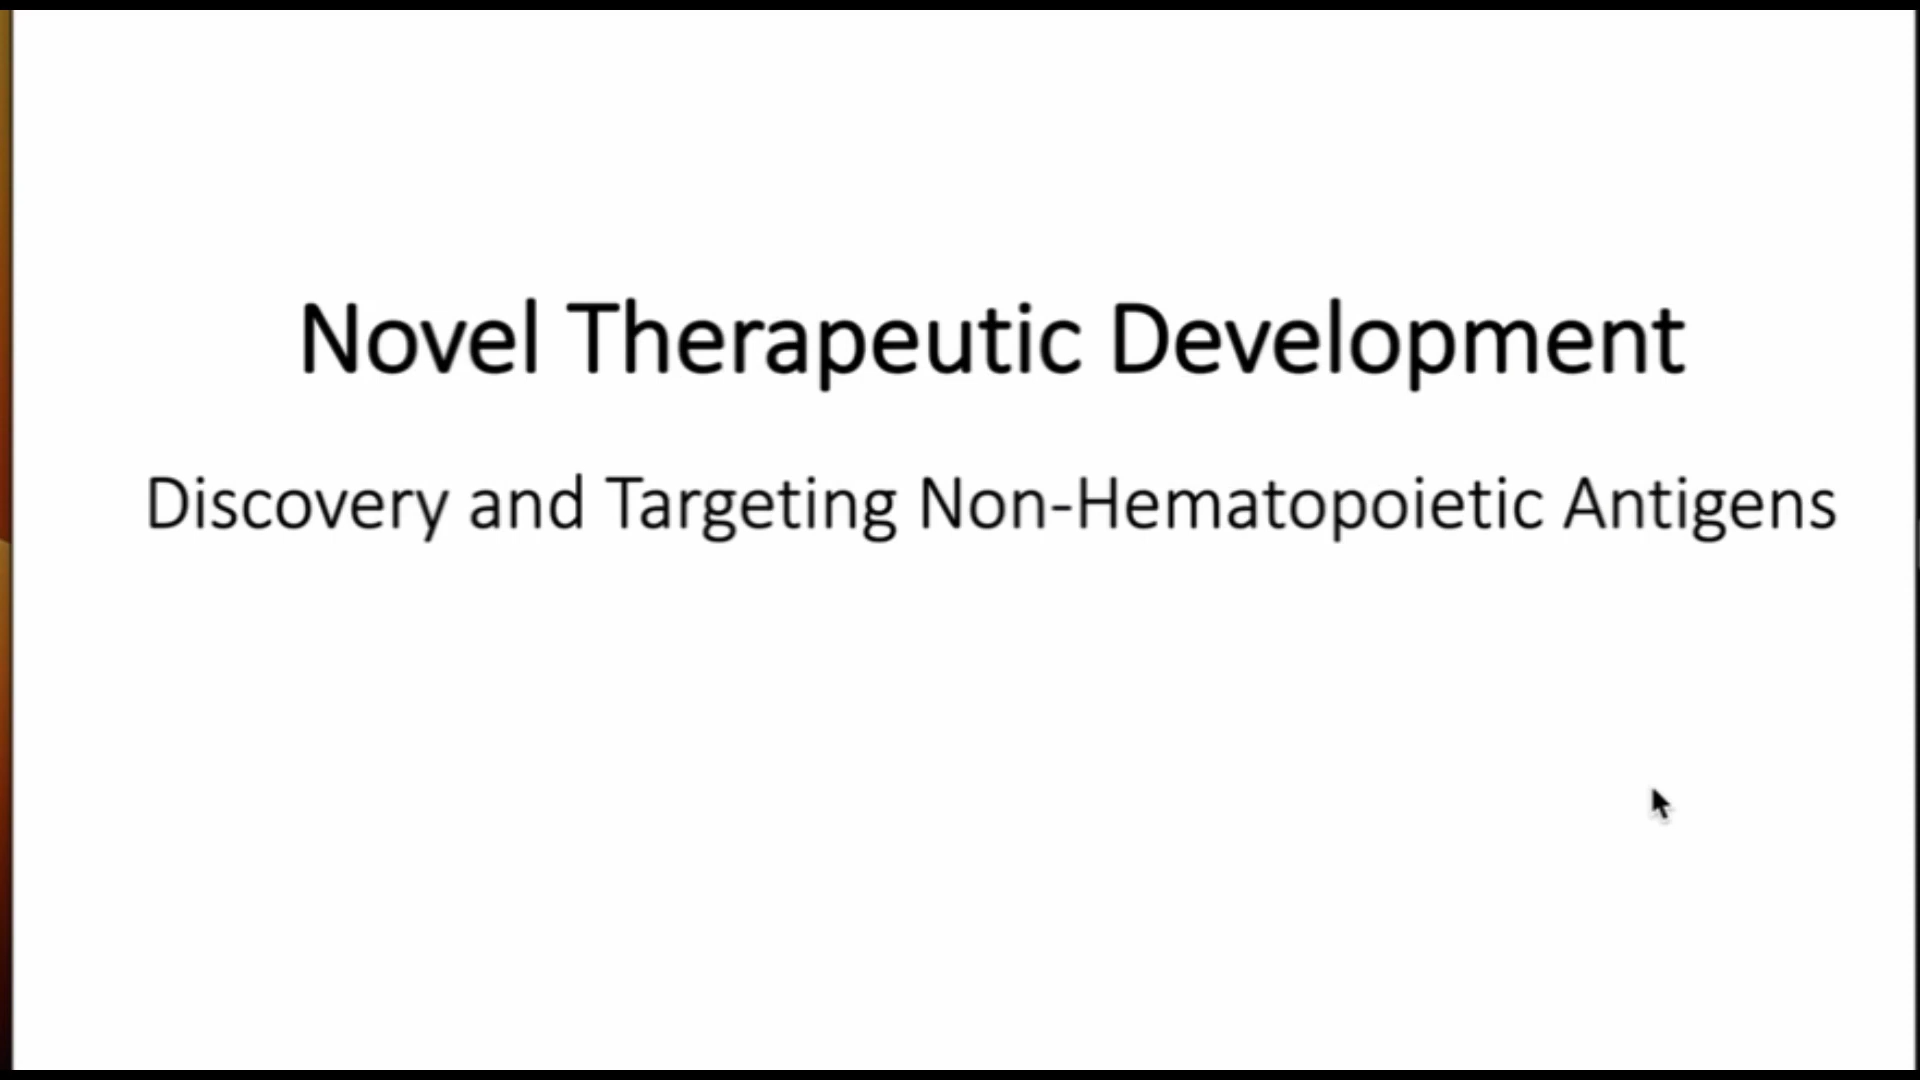 Novel Therapeutic Development
Discovery and Targeting Non-Hematopoietic Antigens